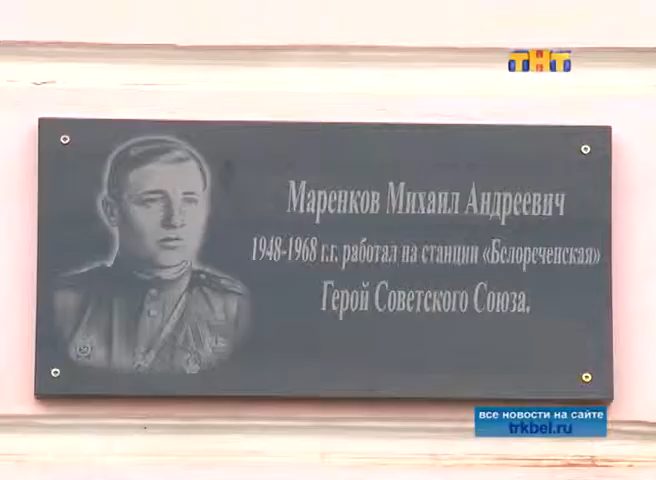 ТНТ
Маренков Михаил Андреевич
1948-1968 г.г. работал на станции «Белореченская»
Герой Советского Союза.
все новости на сайте
trkbel.ru